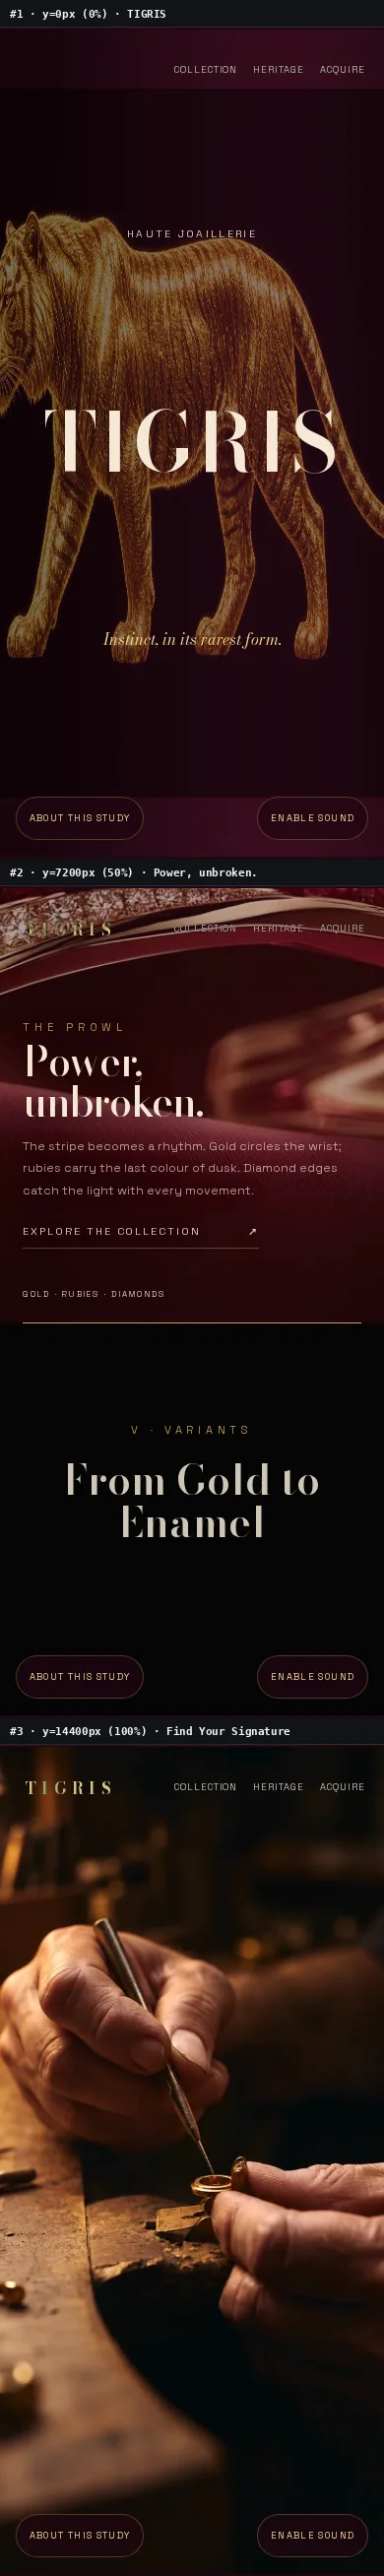 #1 · y=0px (0%) · TIGRIS
COLLECTION HERITAGE ACQUIRE
HAUTE JOAILLERIE
TIGRIS
Instinct, in its rarest form.
ABOUT THIS STUDY
ENABLE SOUND
#2 · y=7200px (50%) · Power, unbroken.
TIGRIS
COLLECTION HERITAGE ACQUIRE
THE PROWL
Power,
unbroken.
The stripe becomes a rhythm. Gold circles the wrist;
rubies carry the last colour of dusk. Diamond edges
catch the light with every movement.
EXPLORE THE COLLECTION ↗
GOLD · RUBIES · DIAMONDS
V · VARIANTS
From Gold to
Enamel
ABOUT THIS STUDY
ENABLE SOUND
#3 · y=14400px (100%) · Find Your Signature
TIGRIS
COLLECTION HERITAGE ACQUIRE
ABOUT THIS STUDY
ENABLE SOUND